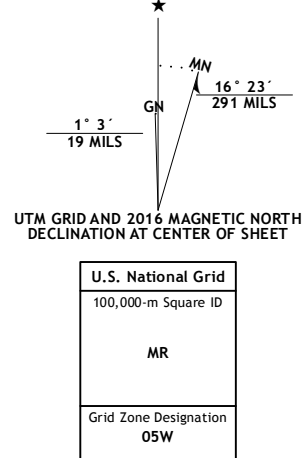 ★
MN
GN
16° 23´
291 MILS
1° 3´
19 MILS
UTM GRID AND 2016 MAGNETIC NORTH
DECLINATION AT CENTER OF SHEET
U.S. National Grid
100,000-m Square ID
MR
Grid Zone Designation
05W